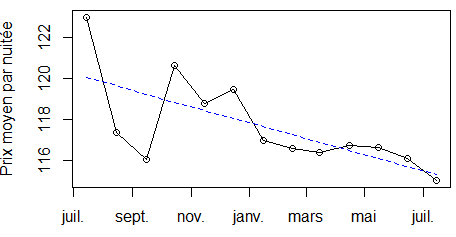 Prix moyen par nuitée
122
120
118
116
juil. sept. nov. janv. mars mai juil.